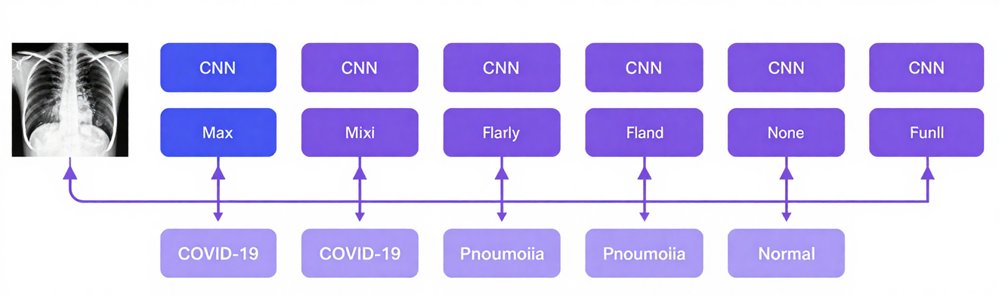 CNN CNN CNN CNN CNN CNN
Max Mixi Flarly Fland None Funll
COVID-19 COVID-19 Pnoumoiia Pnoumoiia Normal